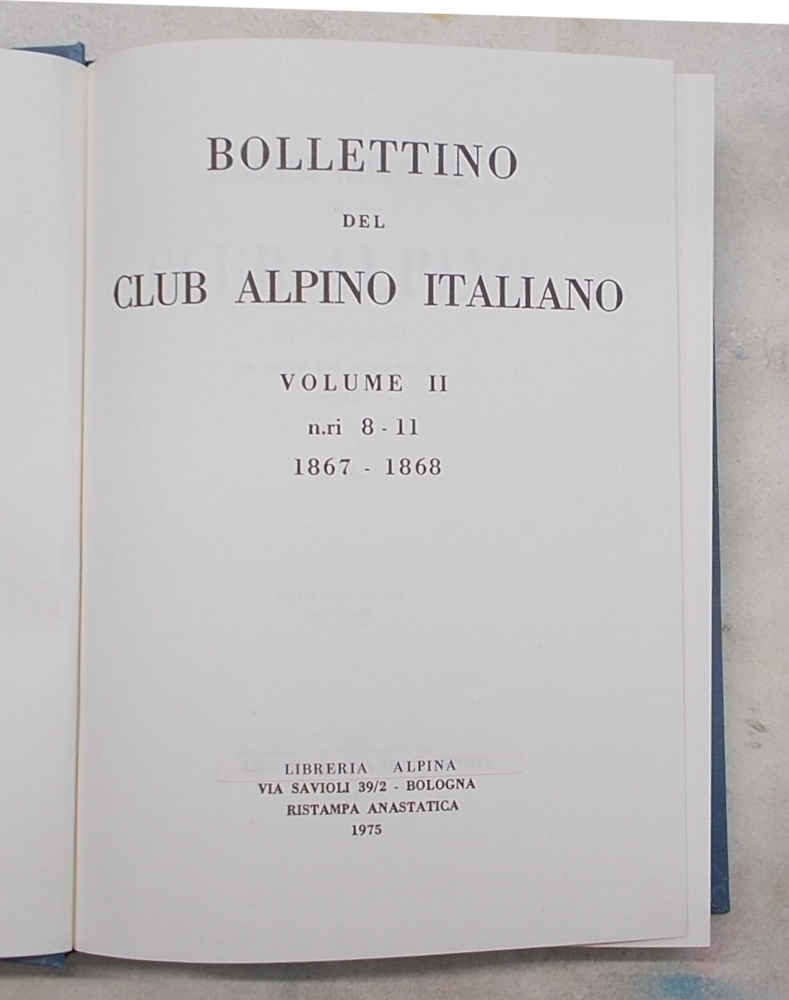 BOLLETTINO
DEL
CLUB ALPINO ITALIANO
VOLUME II
n.ri 8 - 11
1867 - 1868
LIBRERIA ALPINA
VIA SAVIOLI 39/2 - BOLOGNA
RISTAMPA ANASTATICA
1975